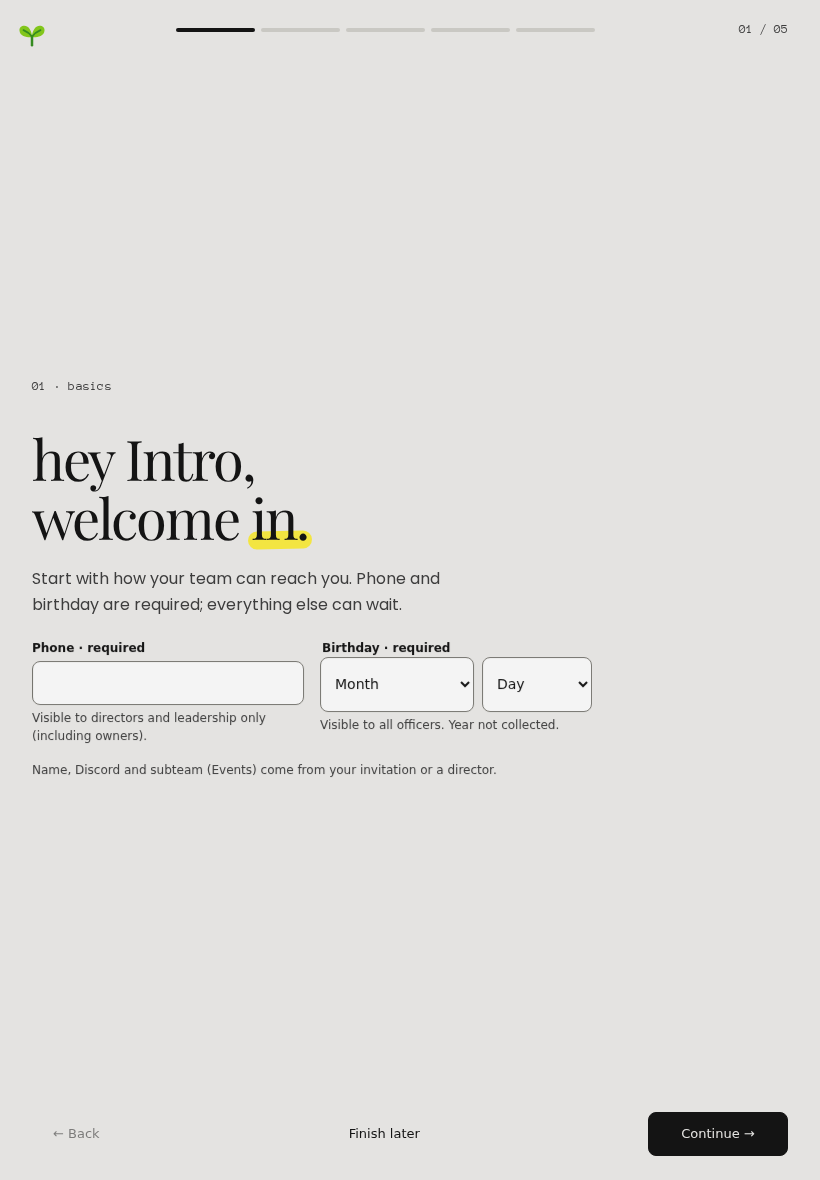 01 / 05
01 · basics
hey Intro,
welcome in.
Start with how your team can reach you. Phone and
birthday are required; everything else can wait.
Phone · required
Birthday · required
Month
Day
Visible to directors and leadership only
(including owners).
Visible to all officers. Year not collected.
Name, Discord and subteam (Events) come from your invitation or a director.
← Back
Finish later
Continue →